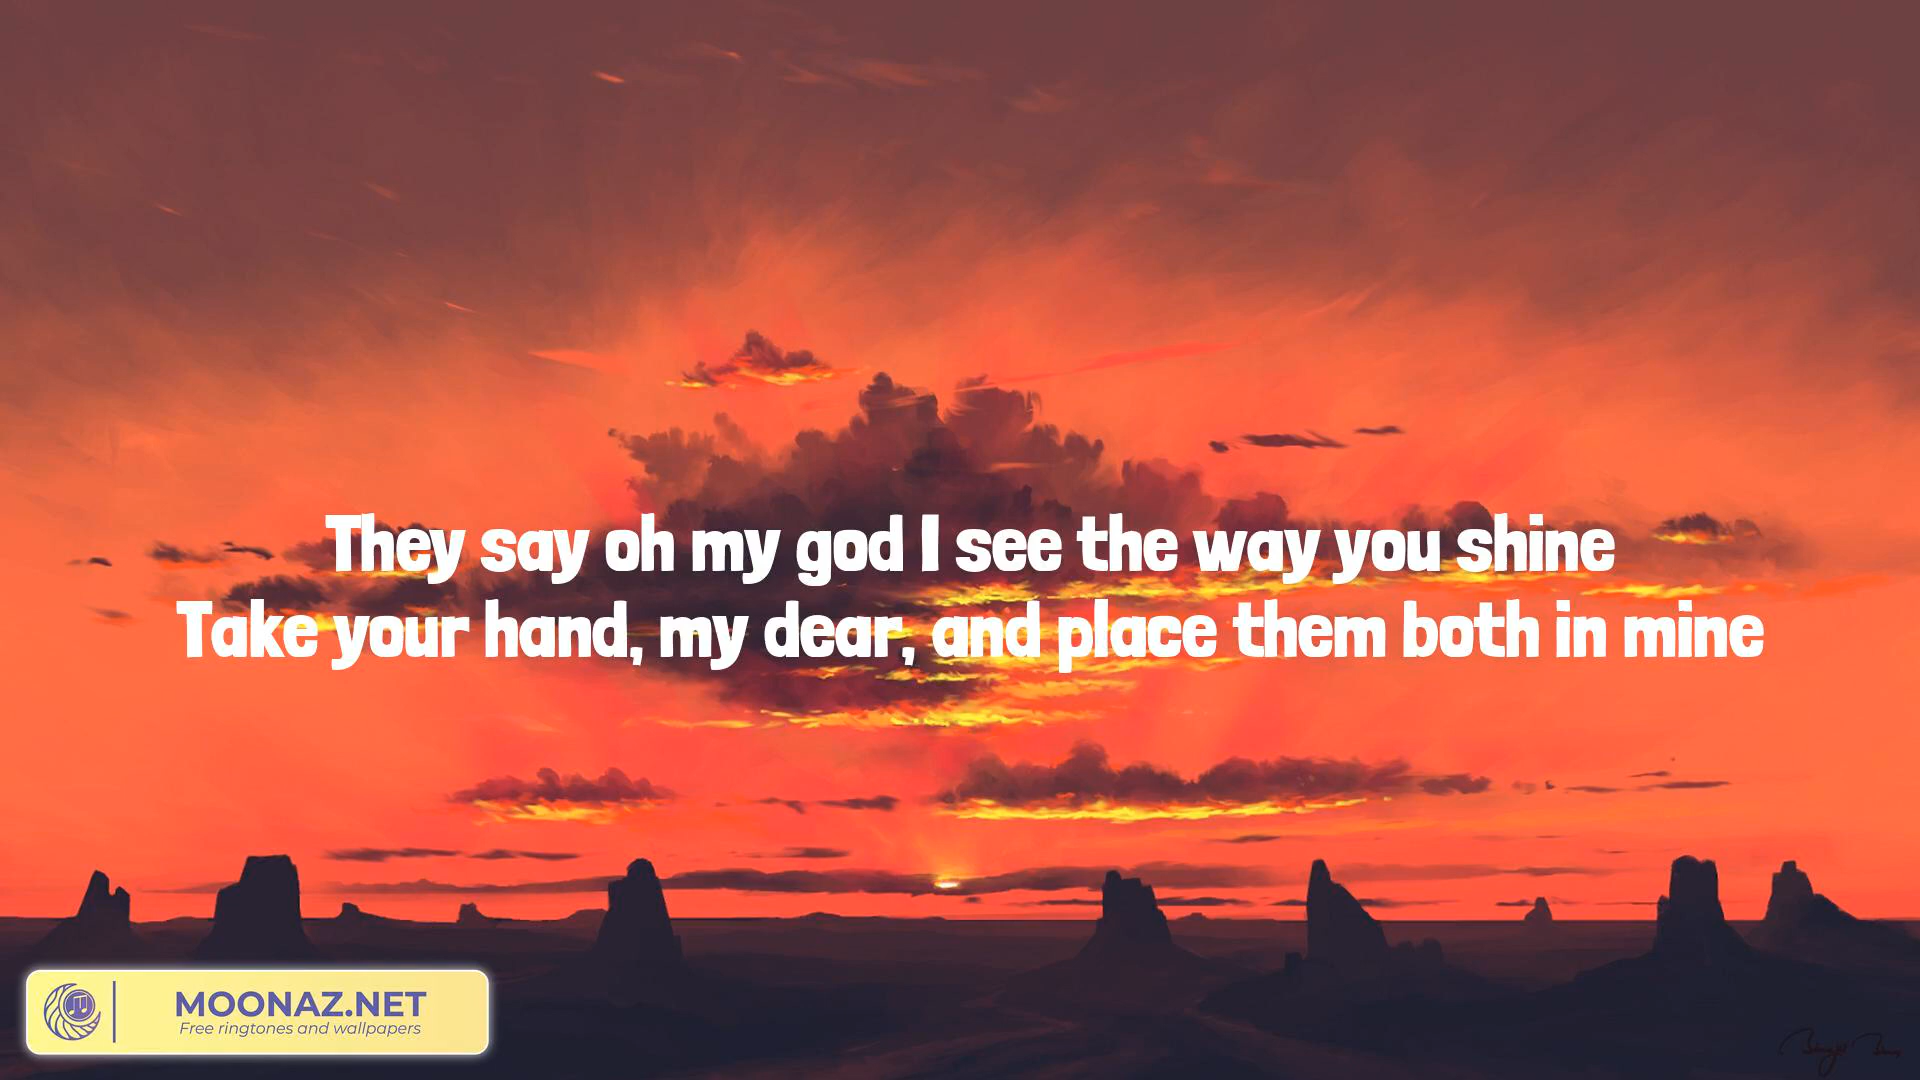 They say oh my god I see the way you shine
Take your hand, my dear, and place them both in mine
MOONAZ.NET
Free ringtones and wallpapers